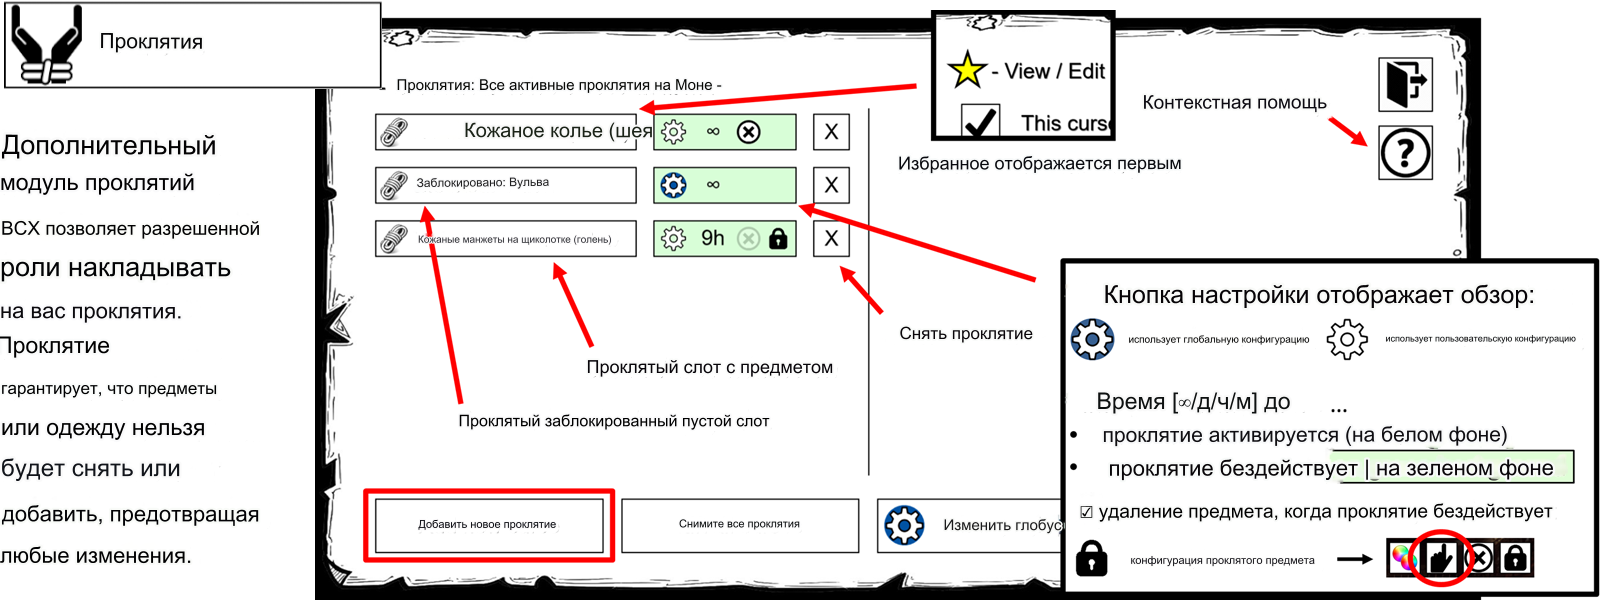 Проклятия
Дополнительный
модуль проклятий
BCX позволяет разрешенной
роли накладывать
на вас проклятия.
Проклятие
гарантирует, что предметы
или одежду нельзя
будет снять или
добавить, предотвращая
любые изменения.
Проклятия: Все активные проклятия на Моне -
Кожаное колье (шея
∞
X
Заблокировано: Вульва
∞
X
Кожаные манжеты на щиколотке (голень)
9h
X
- View / Edit
This curs
Избранное отображается первым
Контекстная помощь
?
Снять проклятие
Проклятый слот с предметом
Проклятый заблокированный пустой слот
Добавить новое проклятие
Снимите все проклятия
Изменить глобус
Кнопка настройки отображает обзор:
использует глобальную конфигурацию
использует пользовательскую конфигурацию
Время [∞/д/ч/м] до ...
• проклятие активируется (на белом фоне)
• проклятие бездействует | на зеленом фоне
☑ удаление предмета, когда проклятие бездействует
конфигурация проклятого предмета